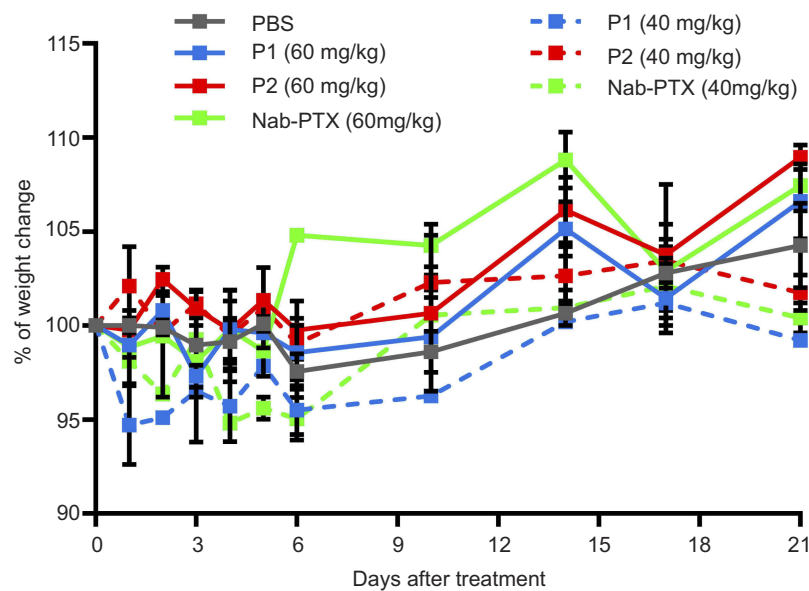 PBS
P1 (60 mg/kg)
P2 (60 mg/kg)
Nab-PTX (60mg/kg)
P1 (40 mg/kg)
P2 (40 mg/kg)
Nab-PTX (40mg/kg)
% of weight change
115
110
105
100
95
90
0 3 6 9 12 15 18 21
Days after treatment